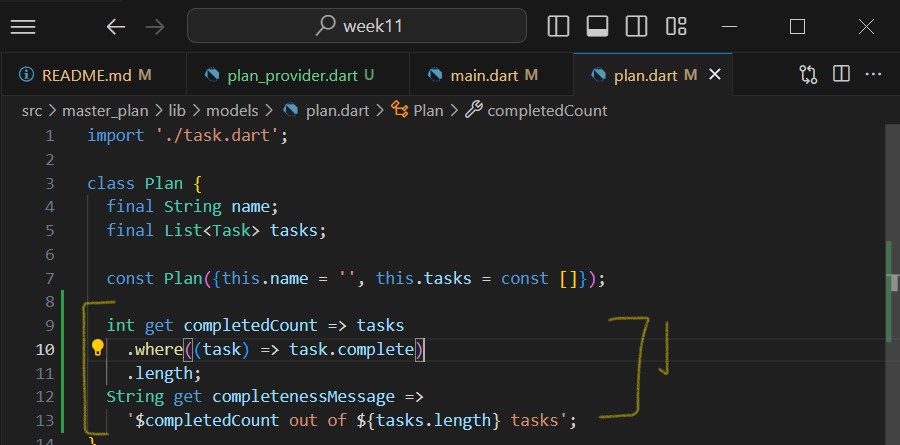 week11
README.md M
plan_provider.dart U
main.dart M
plan.dart M
src > master_plan > lib > models > plan.dart > Plan > completedCount
1 import './task.dart';
2
3 class Plan {
4 final String name;
5 final List<Task> tasks;
6
7 const Plan({this.name = '', this.tasks = const []});
8
9 int get completedCount => tasks
10 .where((task) => task.complete)
11 .length;
12 String get completenessMessage =>
13 '$completedCount out of ${tasks.length} tasks';
14 }